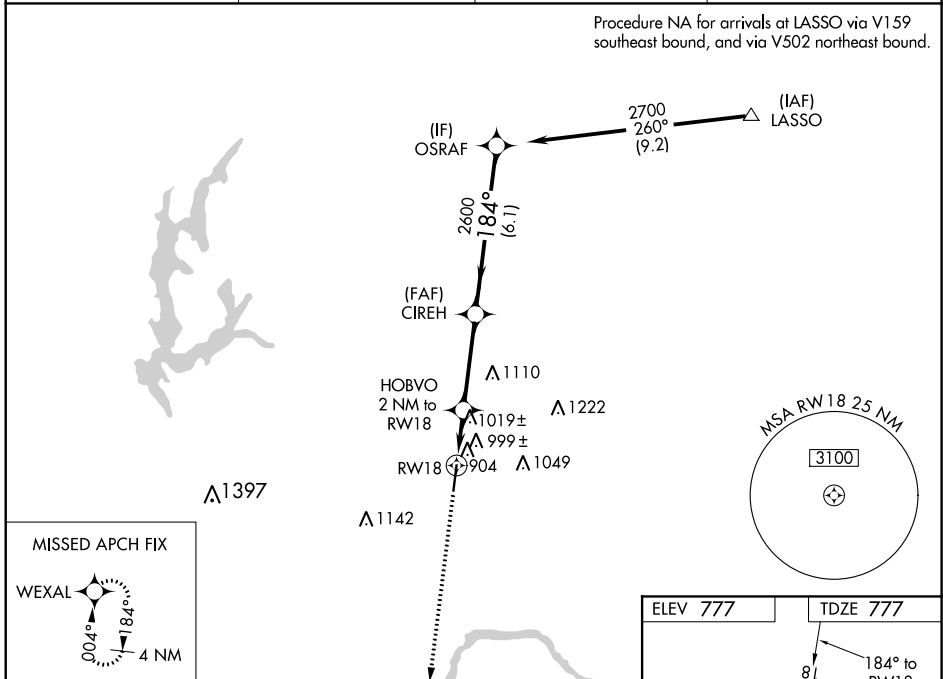 Procedure NA for arrivals at LASSO via V159
southeast bound, and via V502 northeast bound.
(IAF)
LASSO
2700
260°
(9.2)
(IF)
OSRAF
2600
184°
(6.1)
(FAF)
CIREH
1110
HOBVO
2 NM to
RW18
1222
1019±
999±
RW18
904
1049
1397
1142
MSA RW18 25 NM
3100
MISSED APCH FIX
WEXAL
004°
184°
4 NM
ELEV 777
TDZE 777
184° to
RW18